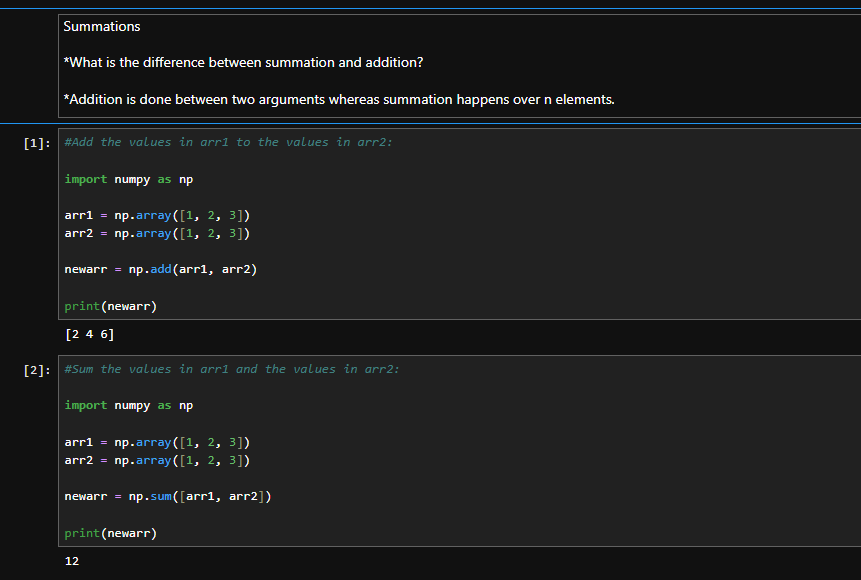 Summations
*What is the difference between summation and addition?
*Addition is done between two arguments whereas summation happens over n elements.
[1]: #Add the values in arr1 to the values in arr2:
import numpy as np
arr1 = np.array([1, 2, 3])
arr2 = np.array([1, 2, 3])
newarr = np.add(arr1, arr2)
print(newarr)
[2 4 6]
[2]: #Sum the values in arr1 and the values in arr2:
import numpy as np
arr1 = np.array([1, 2, 3])
arr2 = np.array([1, 2, 3])
newarr = np.sum([arr1, arr2])
print(newarr)
12